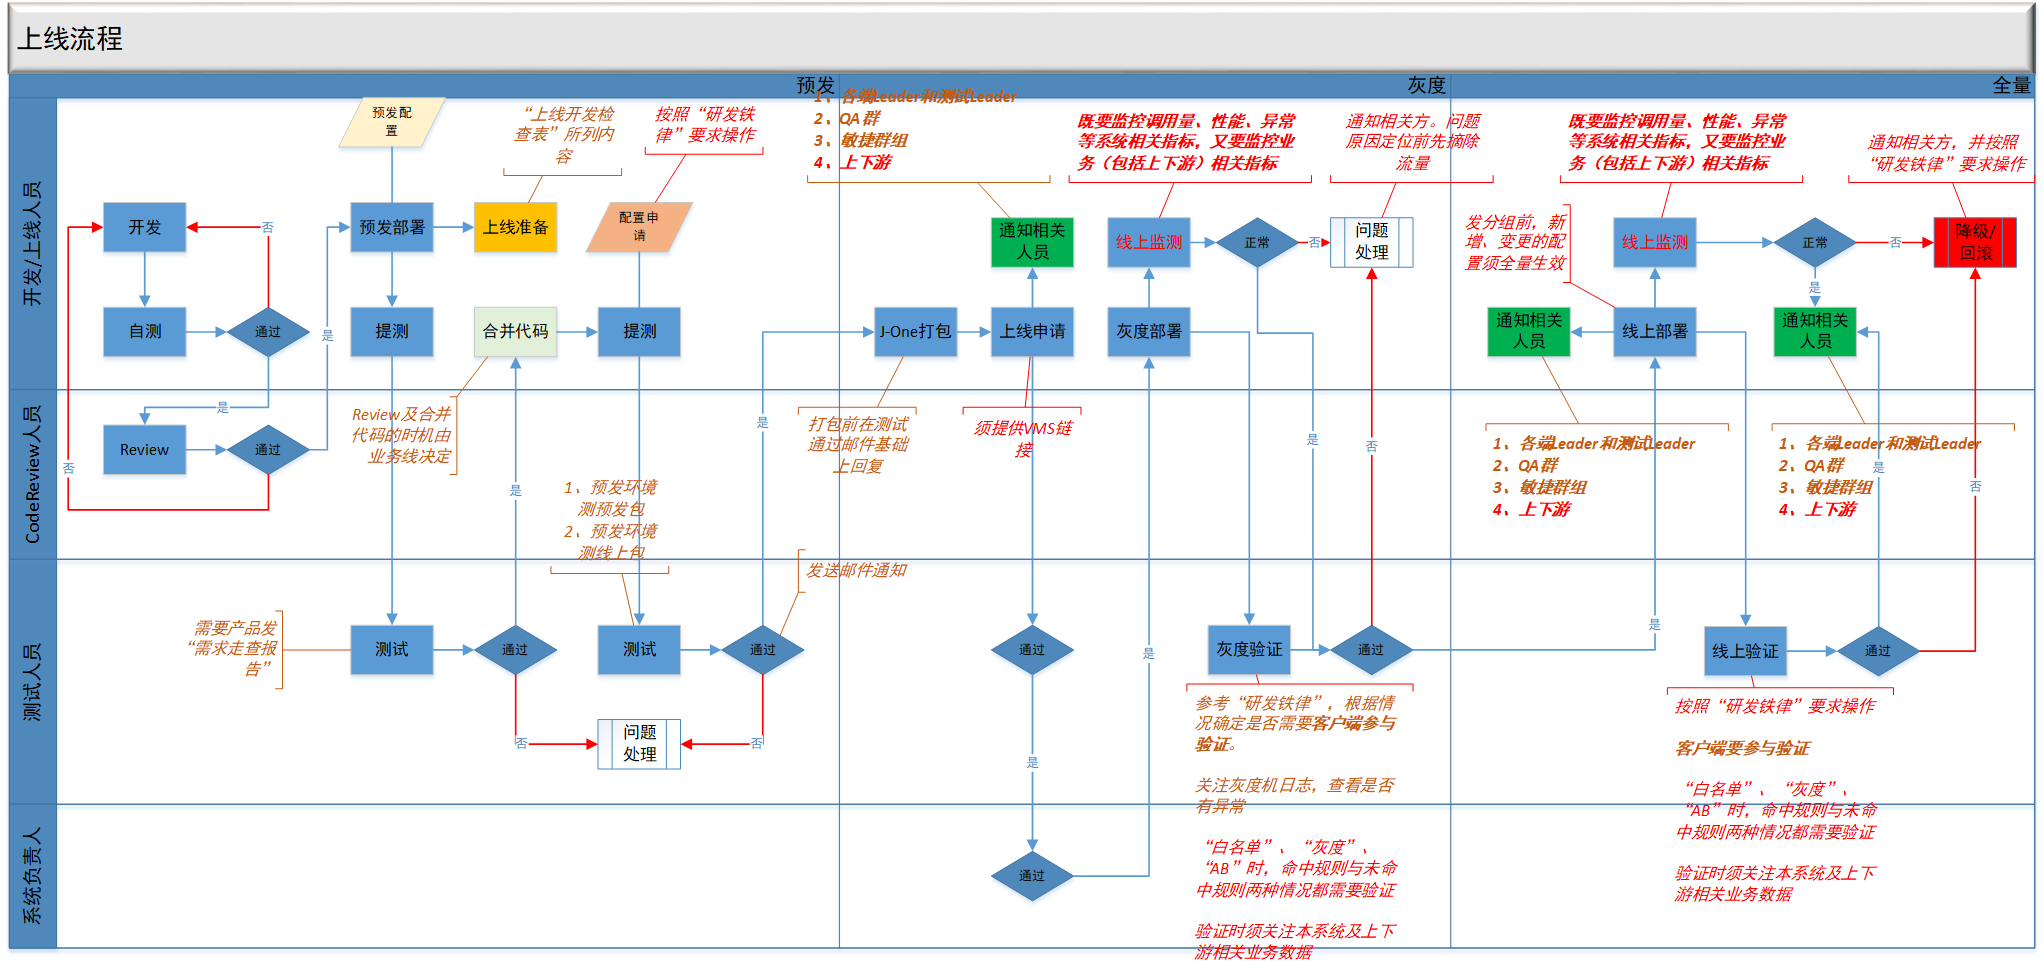 上线流程
预发
灰度
全量
开发/上线人员
CodeReview人员
测试人员
系统负责人
预发配
置
“上线开发检
查表”所列内
容
按照“研发铁
律”要求操作
开发
否
预发部署
上线准备
配置申
请
自测
通过
是
提测
合并代码
提测
是
Review
通过
否
Review及合并
代码的时机由
业务线决定
是
1、预发环境
测预发包
2、预发环境
测线上包
是
发送邮件通知
需要产品发
“需求走查报
告”
测试
通过
测试
通过
否
问题
处理
否
1、各端Leader和测试Leader
2、QA群
3、敏捷群组
4、上下游
既要监控调用量、性能、异常
等系统相关指标，又要监控业
务（包括上下游）相关指标
通知相关方。问题
原因定位前先摘除
流量
通知相关
人员
线上监测
正常
否
问题
处理
J-One打包
上线申请
灰度部署
打包前在测试
通过邮件基础
上回复
须提供VMS链
接
是
否
通过
是
是
灰度验证
通过
通过
参考“研发铁律”，根据情
况确定是否需要客户端参与
验证。
关注灰度机日志，查看是否
有异常
“白名单”、“灰度”、
“AB”时，命中规则与未命
中规则两种情况都需要验证
验证时须关注本系统及上下
游相关业务数据
既要监控调用量、性能、异常
等系统相关指标，又要监控业
务（包括上下游）相关指标
通知相关方，并按照
“研发铁律”要求操作
发分组前，新
增、变更的配
置须全量生效
线上监测
正常
否
降级/
回滚
是
通知相关
人员
线上部署
通知相关
人员
1、各端Leader和测试Leader
2、QA群
3、敏捷群组
4、上下游
1、各端Leader和测试Leader
2、QA群
3、敏捷群组
4、上下游
是
否
是
线上验证
通过
按照“研发铁律”要求操作
客户端要参与验证
“白名单”、“灰度”、
“AB”时，命中规则与未命
中规则两种情况都需要验证
验证时须关注本系统及上下
游相关业务数据